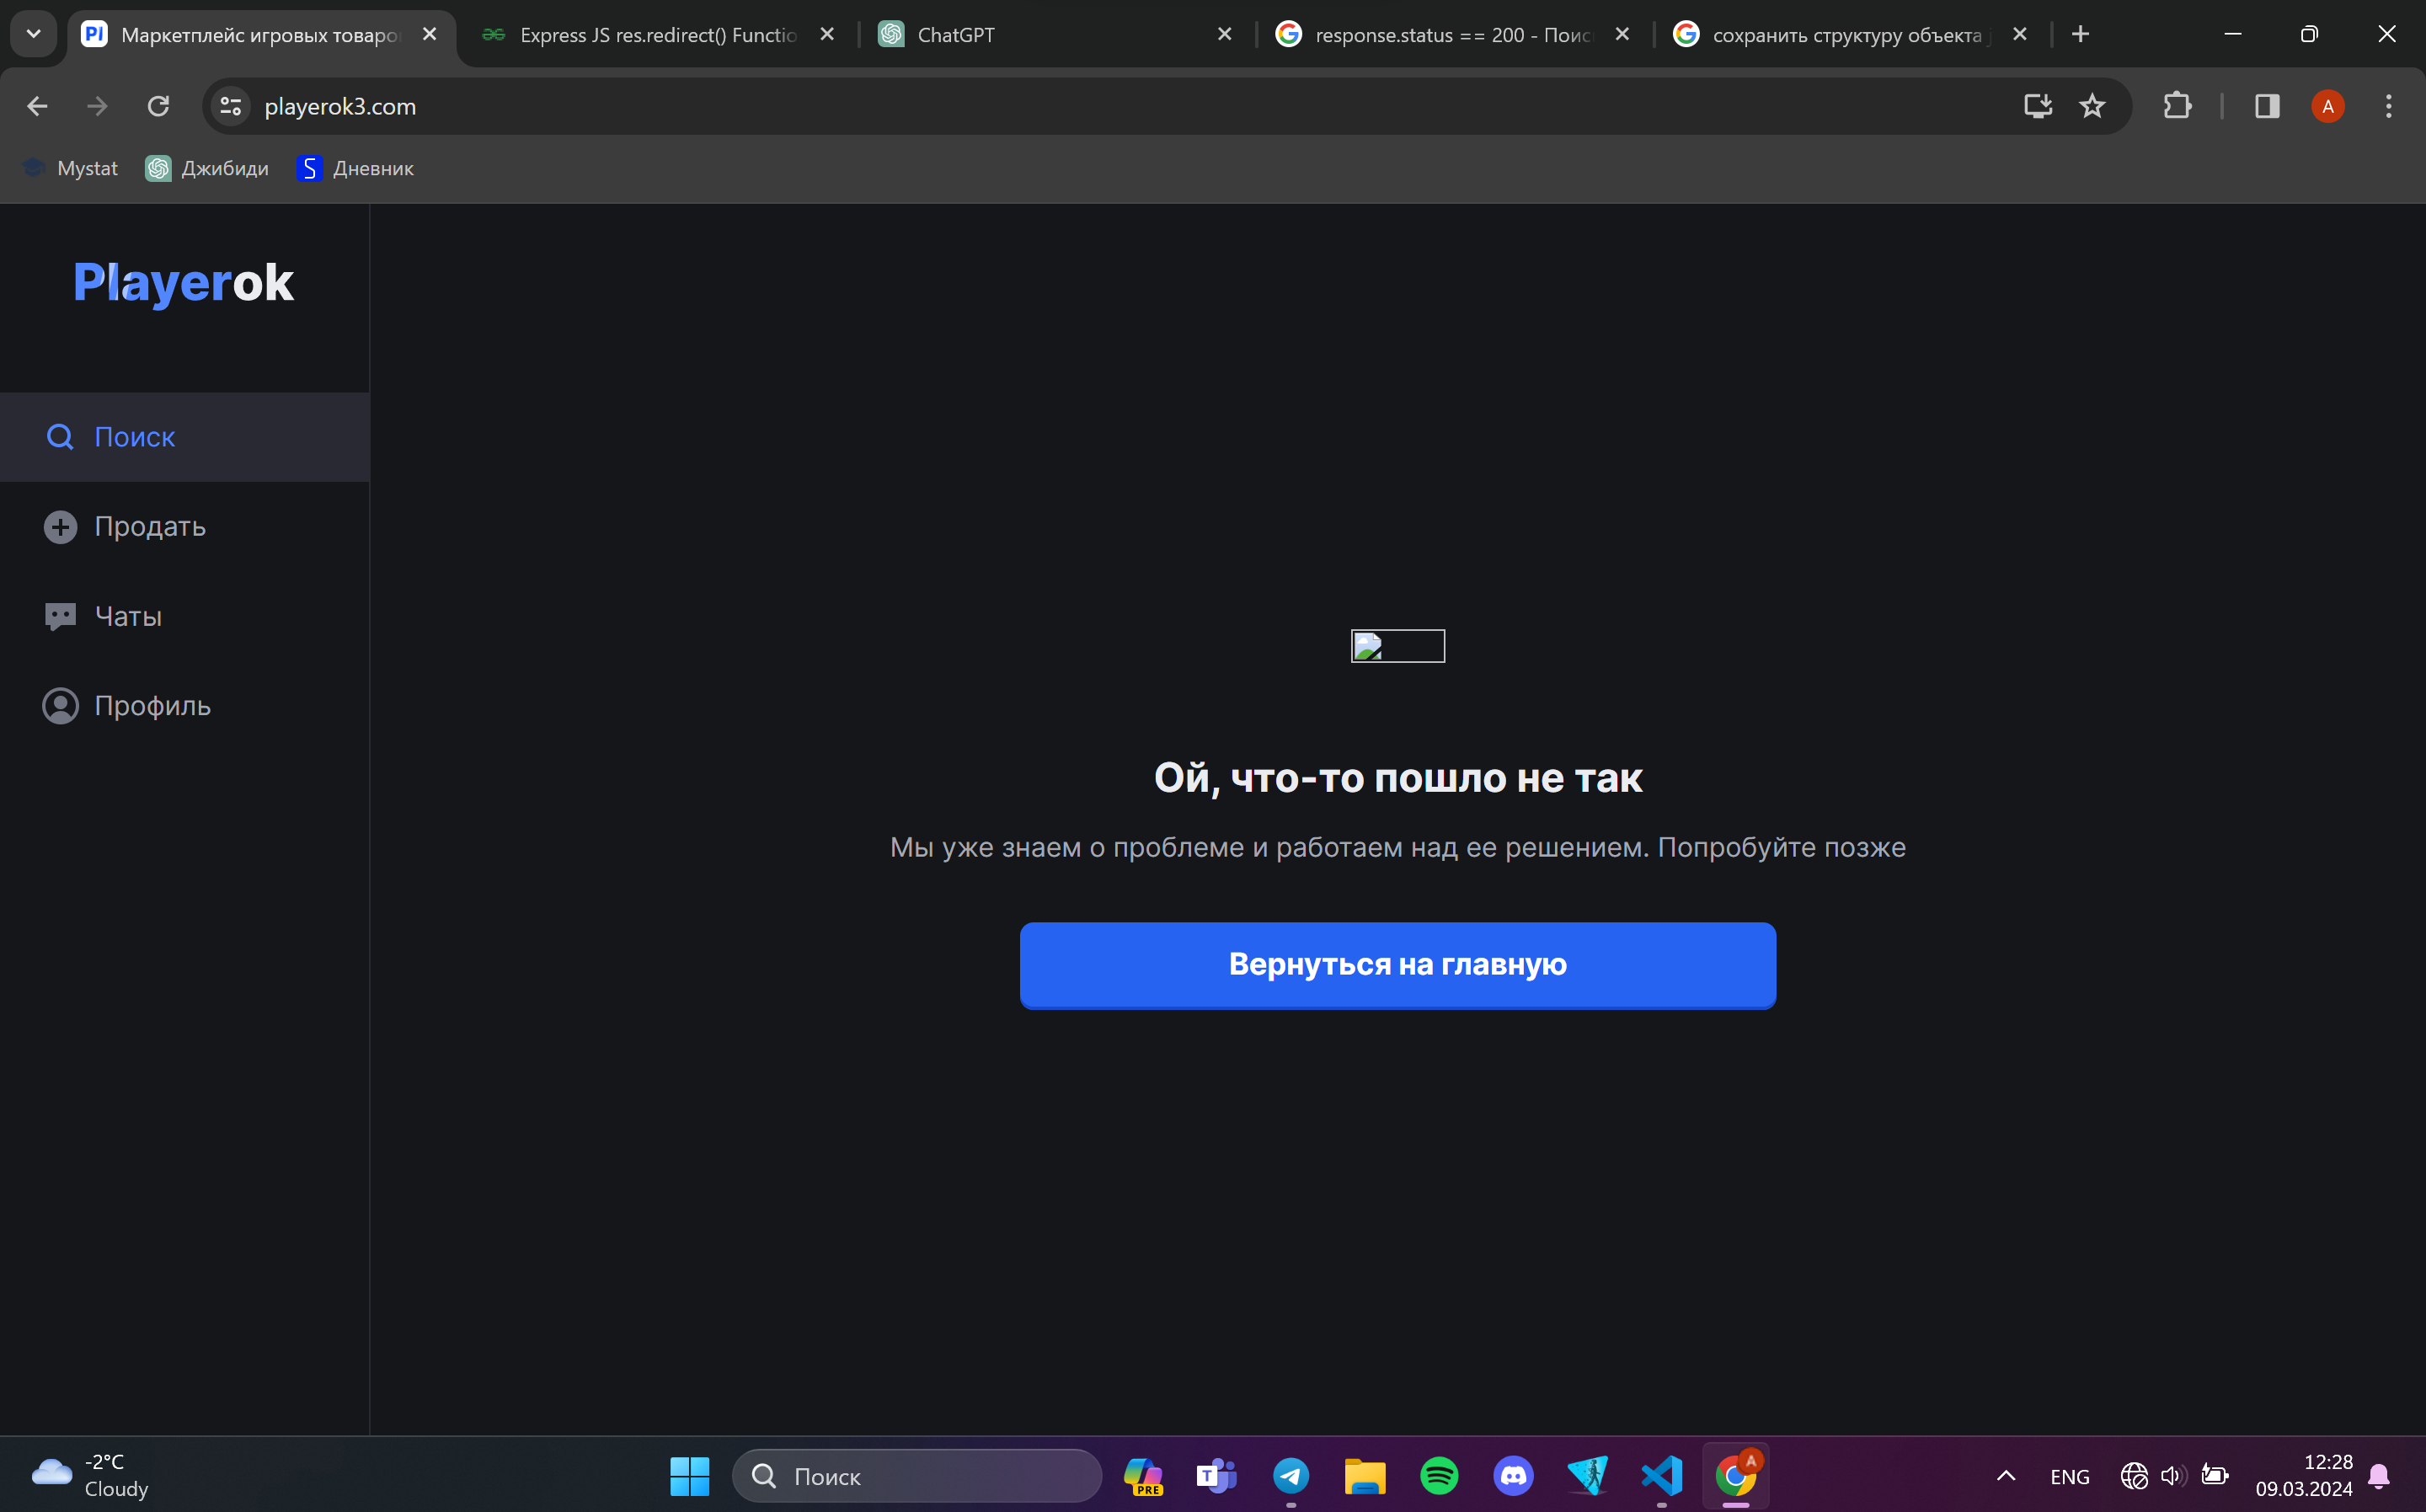 Маркетплейс игровых товаро
Express JS res.redirect() Functio
ChatGPT
response.status == 200 - Поис
сохранить структуру объекта j
playerok3.com
A
Mystat
Джибиди
Дневник
Playerok
Поиск
Продать
Чаты
Профиль
Ой, что-то пошло не так
Мы уже знаем о проблеме и работаем над ее решением. Попробуйте позже
Вернуться на главную
-2°C
Cloudy
Поиск
PRE
ENG
12:28
09.03.2024